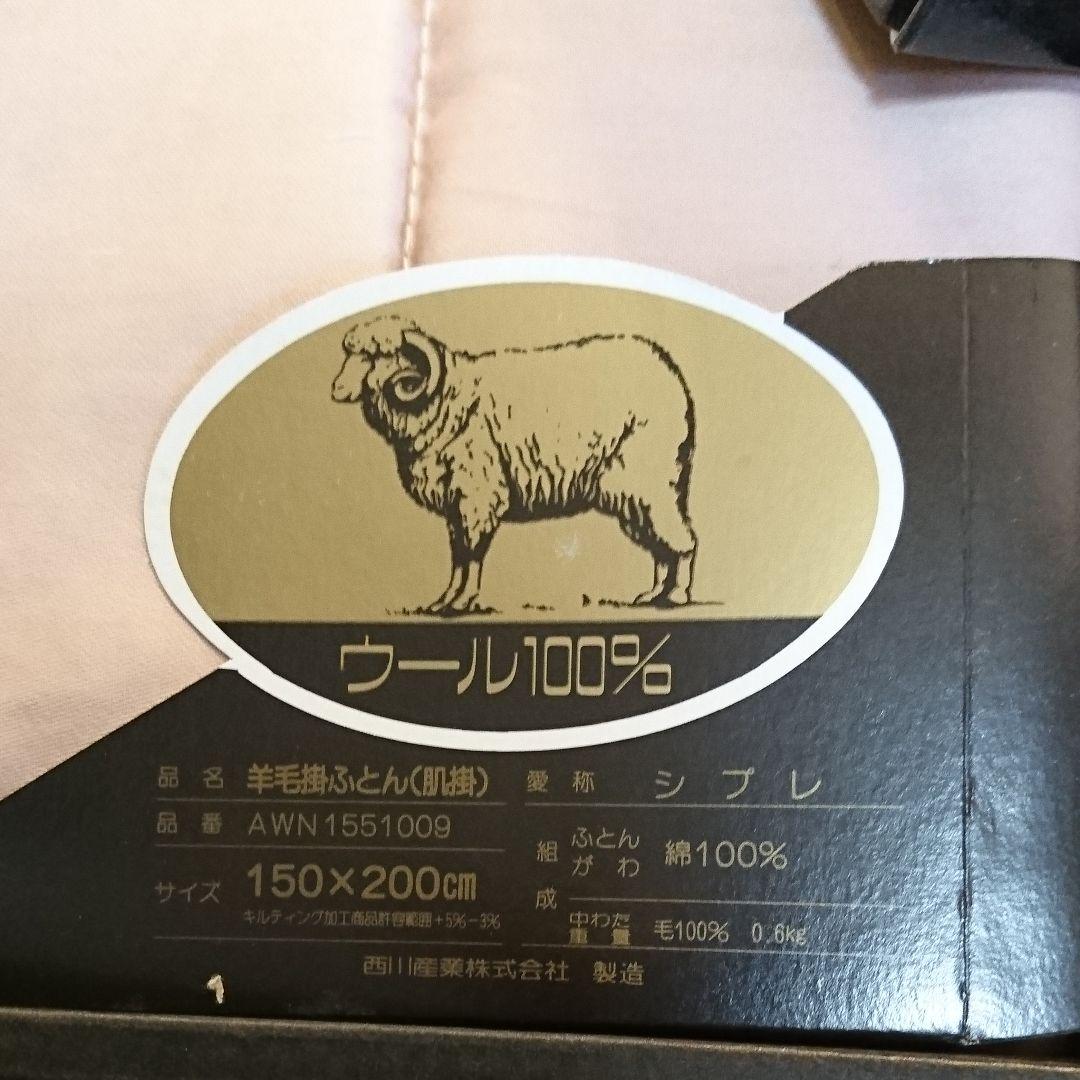 ウール100%
品名 羊毛掛ふとん(肌掛)
品番 AWN1551009
サイズ 150×200cm
キルティング加工商品許容範囲+5%-3%
愛称 シプレ
組成
ふとんがわ 綿100%
中わた重量 毛100% 0.6kg
西川産業株式会社 製造